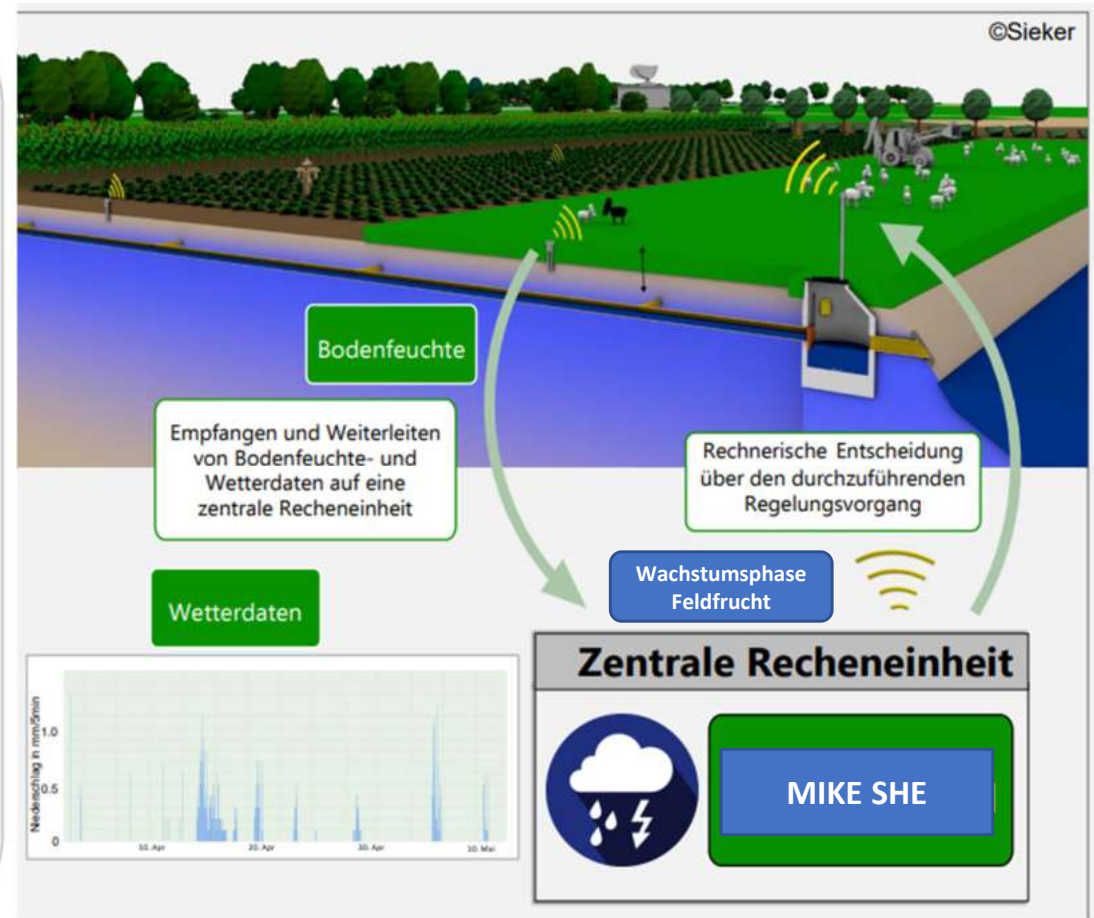 ©Sieker
Bodenfeuchte
Empfangen und Weiterleiten
von Bodenfeuchte- und
Wetterdaten auf eine
zentrale Recheneinheit
Rechnerische Entscheidung
über den durchzuführenden
Regelungsvorgang
Wachstumsphase
Feldfrucht
Wetterdaten
Zentrale Recheneinheit
MIKE SHE
Niederschlag in mm/5min
1.0
0.5
0
10. Apr
20. Apr
30. Apr
10. Mai